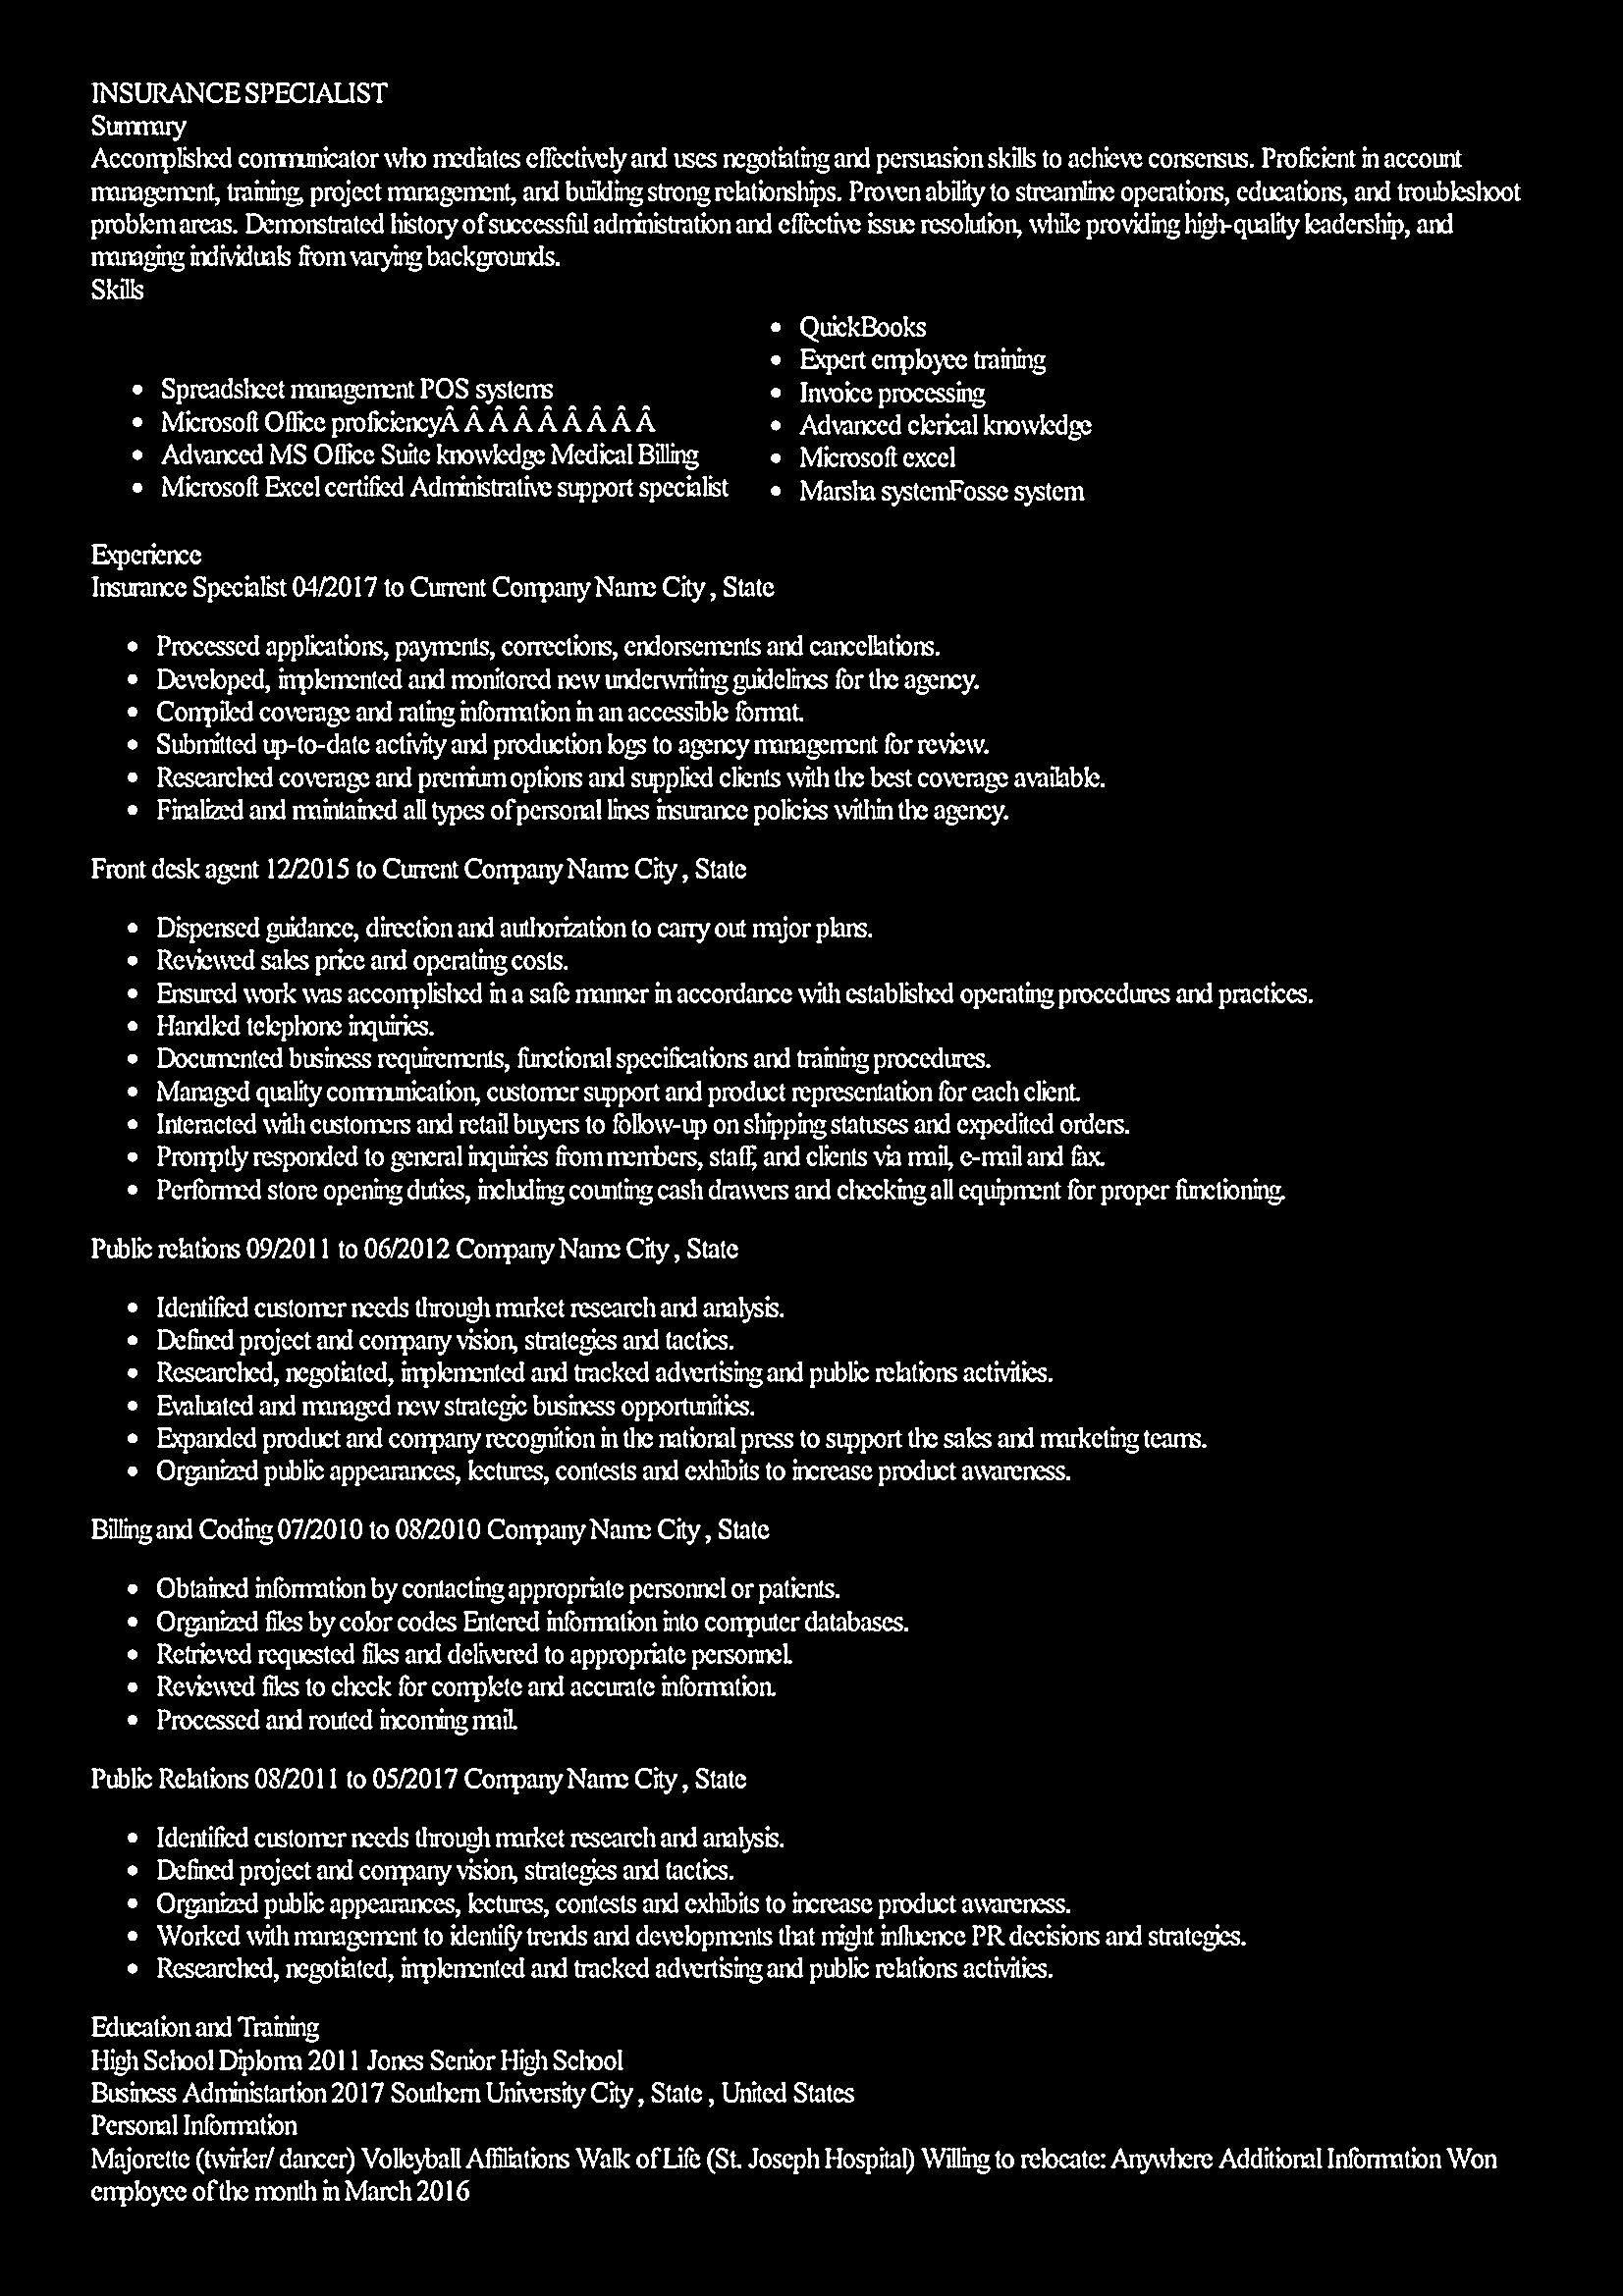 INSURANCE SPECIALIST
Summary
Accomplished communicator who mediates effectively and uses negotiating and persuasion skills to achieve consensus. Proficient in account
management, training, project management, and building strong relationships. Proven ability to streamline operations, educations, and troubleshoot
problem areas. Demonstrated history of successful administration and effective issue resolution, while providing high-quality leadership, and
managing individuals from varying backgrounds.
Skills
• Spreadsheet management POS systems
• Microsoft Office proficiencyÂ Â Â Â Â Â Â Â Â
• Advanced MS Office Suite knowledge Medical Billing
• Microsoft Excel certified Administrative support specialist
• QuickBooks
• Expert employee training
• Invoice processing
• Advanced clerical knowledge
• Microsoft excel
• Marsha systemFosse system
Experience
Insurance Specialist 04/2017 to Current Company Name City , State
• Processed applications, payments, corrections, endorsements and cancellations.
• Developed, implemented and monitored new underwriting guidelines for the agency.
• Compiled coverage and rating information in an accessible format.
• Submitted up-to-date activity and production logs to agency management for review.
• Researched coverage and premium options and supplied clients with the best coverage available.
• Finalized and maintained all types of personal lines insurance policies within the agency.
Front desk agent 12/2015 to Current Company Name City , State
• Dispensed guidance, direction and authorization to carry out major plans.
• Reviewed sales price and operating costs.
• Ensured work was accomplished in a safe manner in accordance with established operating procedures and practices.
• Handled telephone inquiries.
• Documented business requirements, functional specifications and training procedures.
• Managed quality communication, customer support and product representation for each client.
• Interacted with customers and retail buyers to follow-up on shipping statuses and expedited orders.
• Promptly responded to general inquiries from members, staff, and clients via mail, e-mail and fax.
• Performed store opening duties, including counting cash drawers and checking all equipment for proper functioning.
Public relations 09/2011 to 06/2012 Company Name City , State
• Identified customer needs through market research and analysis.
• Defined project and company vision, strategies and tactics.
• Researched, negotiated, implemented and tracked advertising and public relations activities.
• Evaluated and managed new strategic business opportunities.
• Expanded product and company recognition in the national press to support the sales and marketing teams.
• Organized public appearances, lectures, contests and exhibits to increase product awareness.
Billing and Coding 07/2010 to 08/2010 Company Name City , State
• Obtained information by contacting appropriate personnel or patients.
• Organized files by color codes Entered information into computer databases.
• Retrieved requested files and delivered to appropriate personnel.
• Reviewed files to check for complete and accurate information.
• Processed and routed incoming mail.
Public Relations 08/2011 to 05/2017 Company Name City , State
• Identified customer needs through market research and analysis.
• Defined project and company vision, strategies and tactics.
• Organized public appearances, lectures, contests and exhibits to increase product awareness.
• Worked with management to identify trends and developments that might influence PR decisions and strategies.
• Researched, negotiated, implemented and tracked advertising and public relations activities.
Education and Training
High School Diploma 2011 Jones Senior High School
Business Administartion 2017 Southern University City , State , United States
Personal Information
Majorette (twirler/ dancer) Volleyball Affiliations Walk of Life (St. Joseph Hospital) Willing to relocate: Anywhere Additional Information Won
employee of the month in March 2016